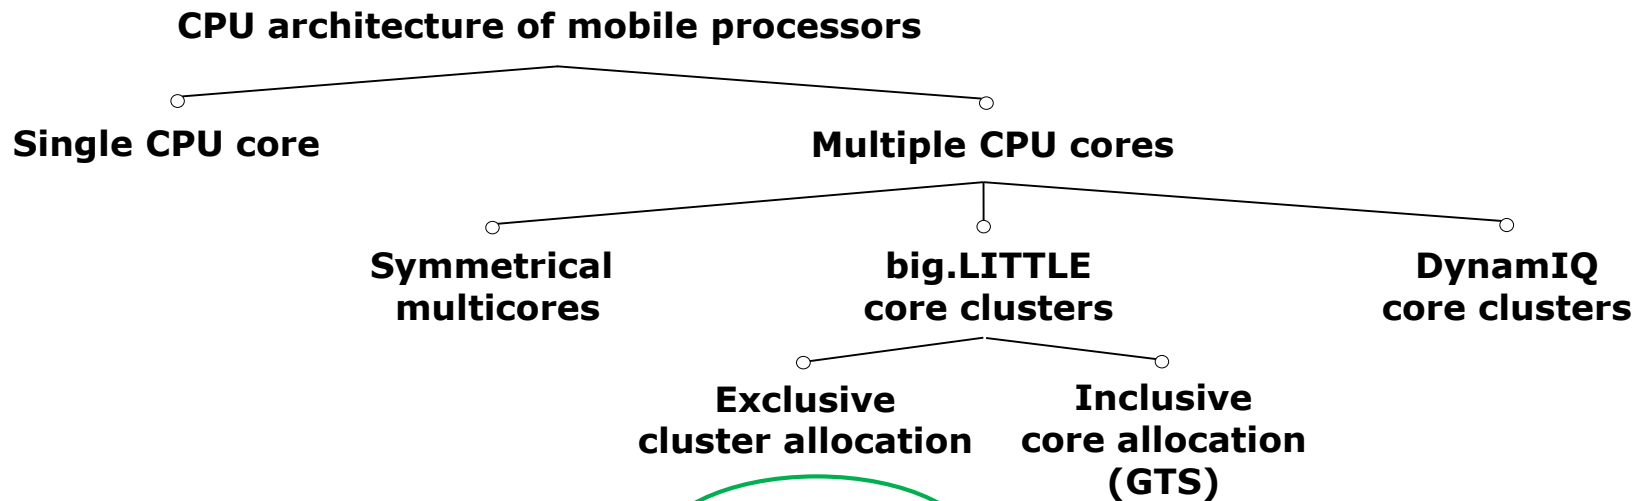 CPU architecture of mobile processors
Single CPU core
Multiple CPU cores
Symmetrical
multicores
big.LITTLE
core clusters
DynamIQ
core clusters
Exclusive
cluster allocation
Inclusive
core allocation
(GTS)